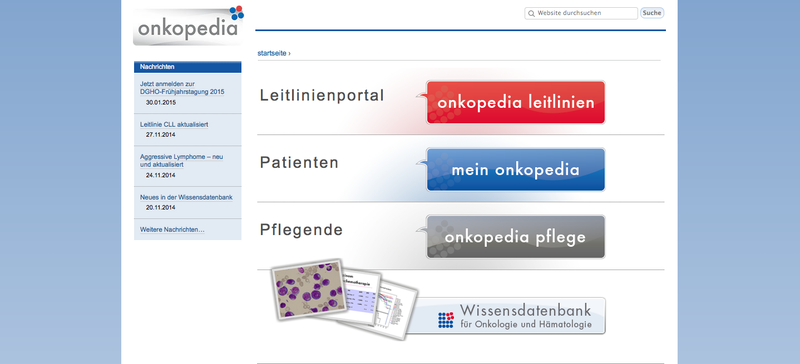 onkopedia
Website durchsuchen
Suche
startseite ›
Nachrichten
Jetzt anmelden zur
DGHO-Frühjahrstagung 2015
30.01.2015
Leitlinie CLL aktualisiert
27.11.2014
Aggressive Lymphome – neu
und aktualisiert
24.11.2014
Neues in der Wissensdatenbank
20.11.2014
Weitere Nachrichten…
Leitlinienportal
onkopedia leitlinien
Patienten
mein onkopedia
Pflegende
onkopedia pflege
Wissensdatenbank
für Onkologie und Hämatologie